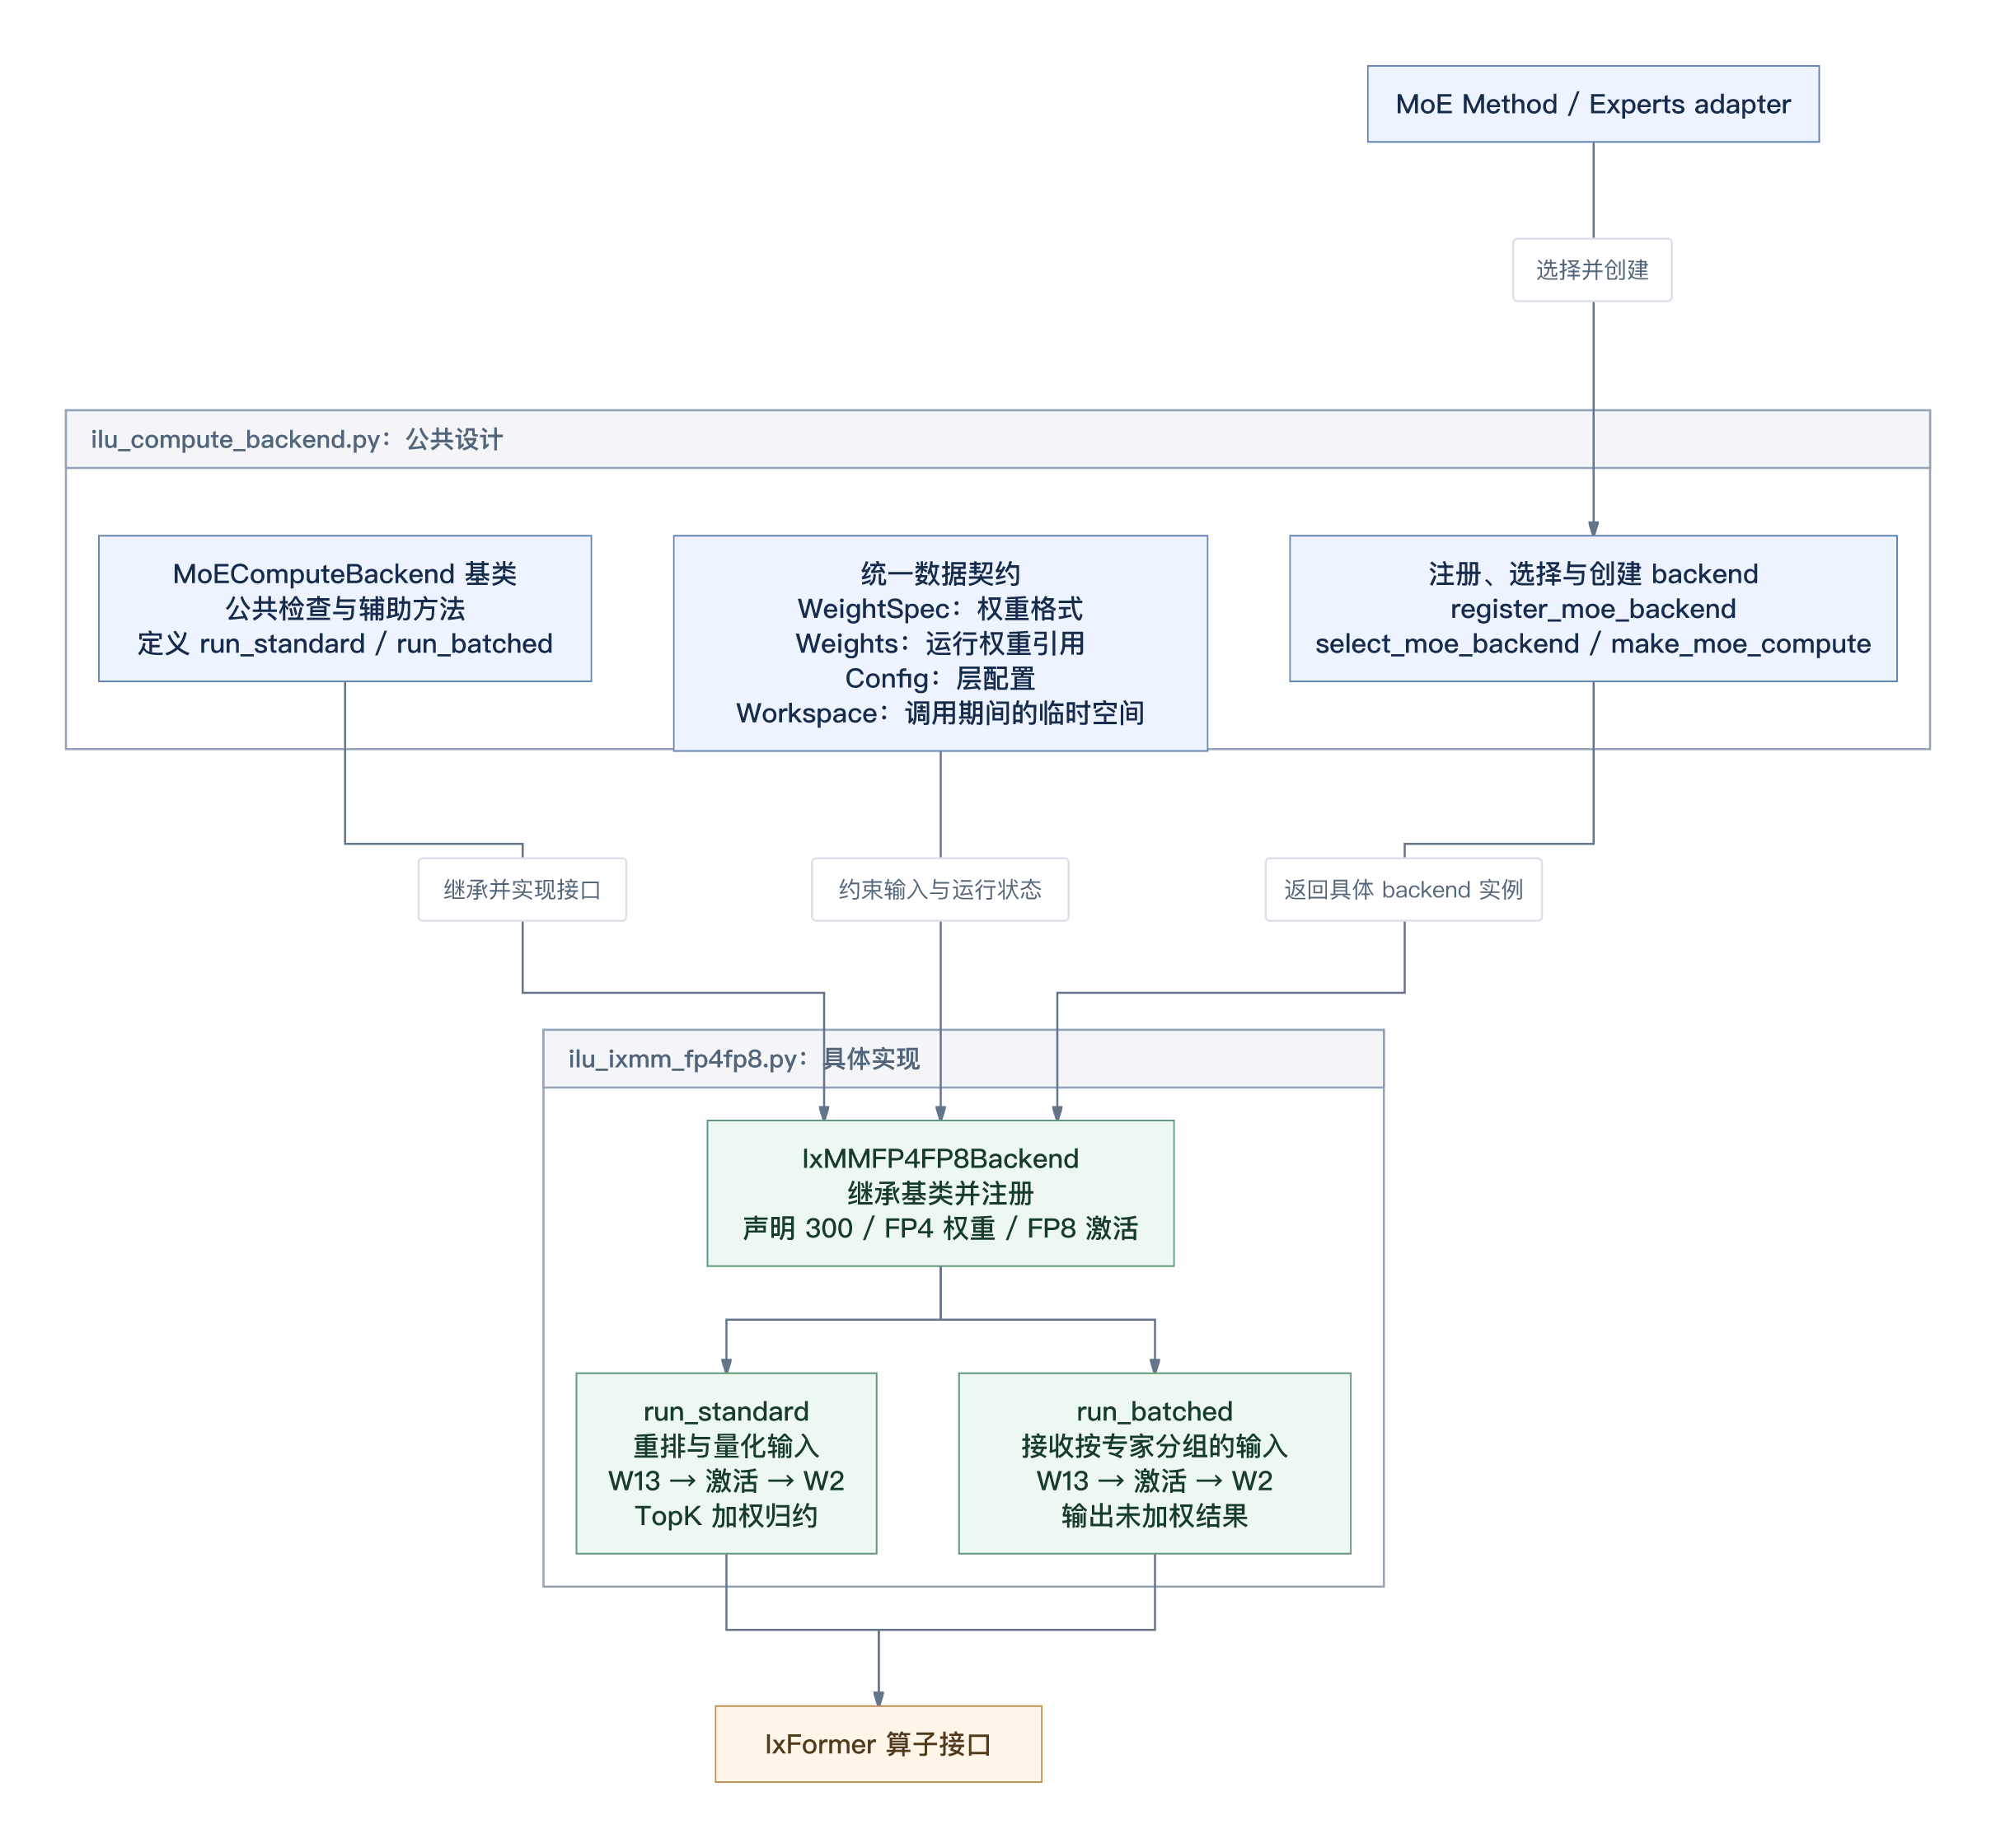 MoE Method / Experts adapter
选择并创建
ilu_compute_backend.py：公共设计
MoEComputeBackend 基类
公共检查与辅助方法
定义 run_standard / run_batched
统一数据契约
WeightSpec：权重格式
Weights：运行权重引用
Config：层配置
Workspace：调用期间的临时空间
注册、选择与创建 backend
register_moe_backend
select_moe_backend / make_moe_compute
继承并实现接口
约束输入与运行状态
返回具体 backend 实例
ilu_ixmm_fp4fp8.py：具体实现
IxMMFP4FP8Backend
继承基类并注册
声明 300 / FP4 权重 / FP8 激活
run_standard
重排与量化输入
W13 → 激活 → W2
TopK 加权归约
run_batched
接收按专家分组的输入
W13 → 激活 → W2
输出未加权结果
IxFormer 算子接口